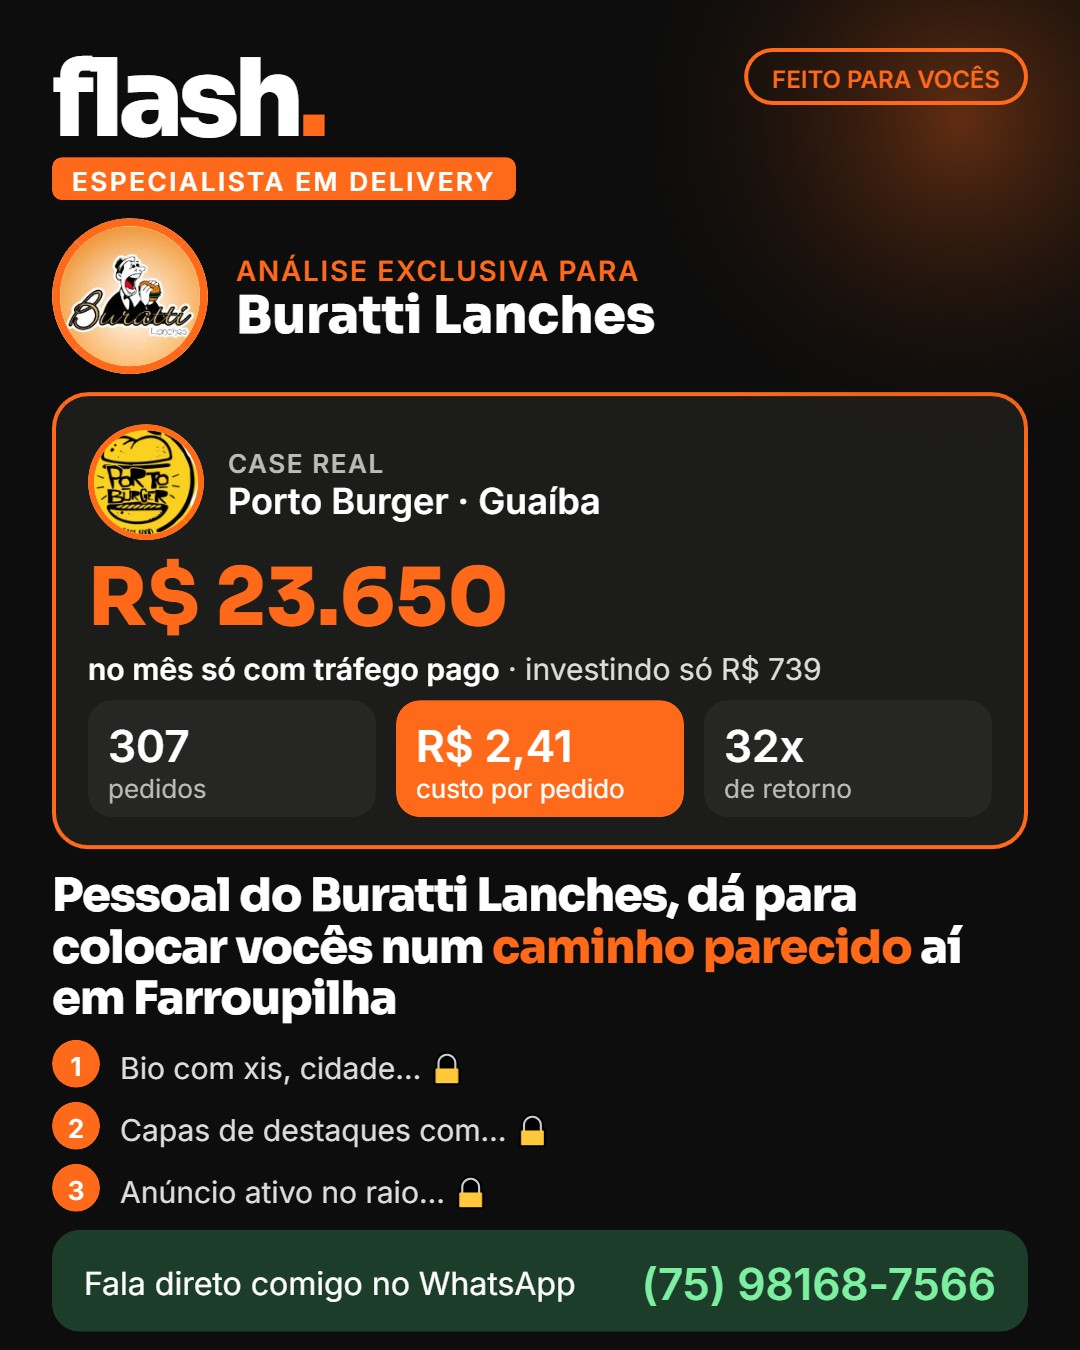 flash.
FEITO PARA VOCÊS
ESPECIALISTA EM DELIVERY
Buratti
Lanches
ANÁLISE EXCLUSIVA PARA
Buratti Lanches
PORTO
BURGER
CASE REAL
Porto Burger · Guaíba
R$ 23.650
no mês só com tráfego pago · investindo só R$ 739
307
pedidos
R$ 2,41
custo por pedido
32x
de retorno
Pessoal do Buratti Lanches, dá para
colocar vocês num caminho parecido aí
em Farroupilha
1 Bio com xis, cidade... 🔒
2 Capas de destaques com... 🔒
3 Anúncio ativo no raio... 🔒
Fala direto comigo no WhatsApp (75) 98168-7566